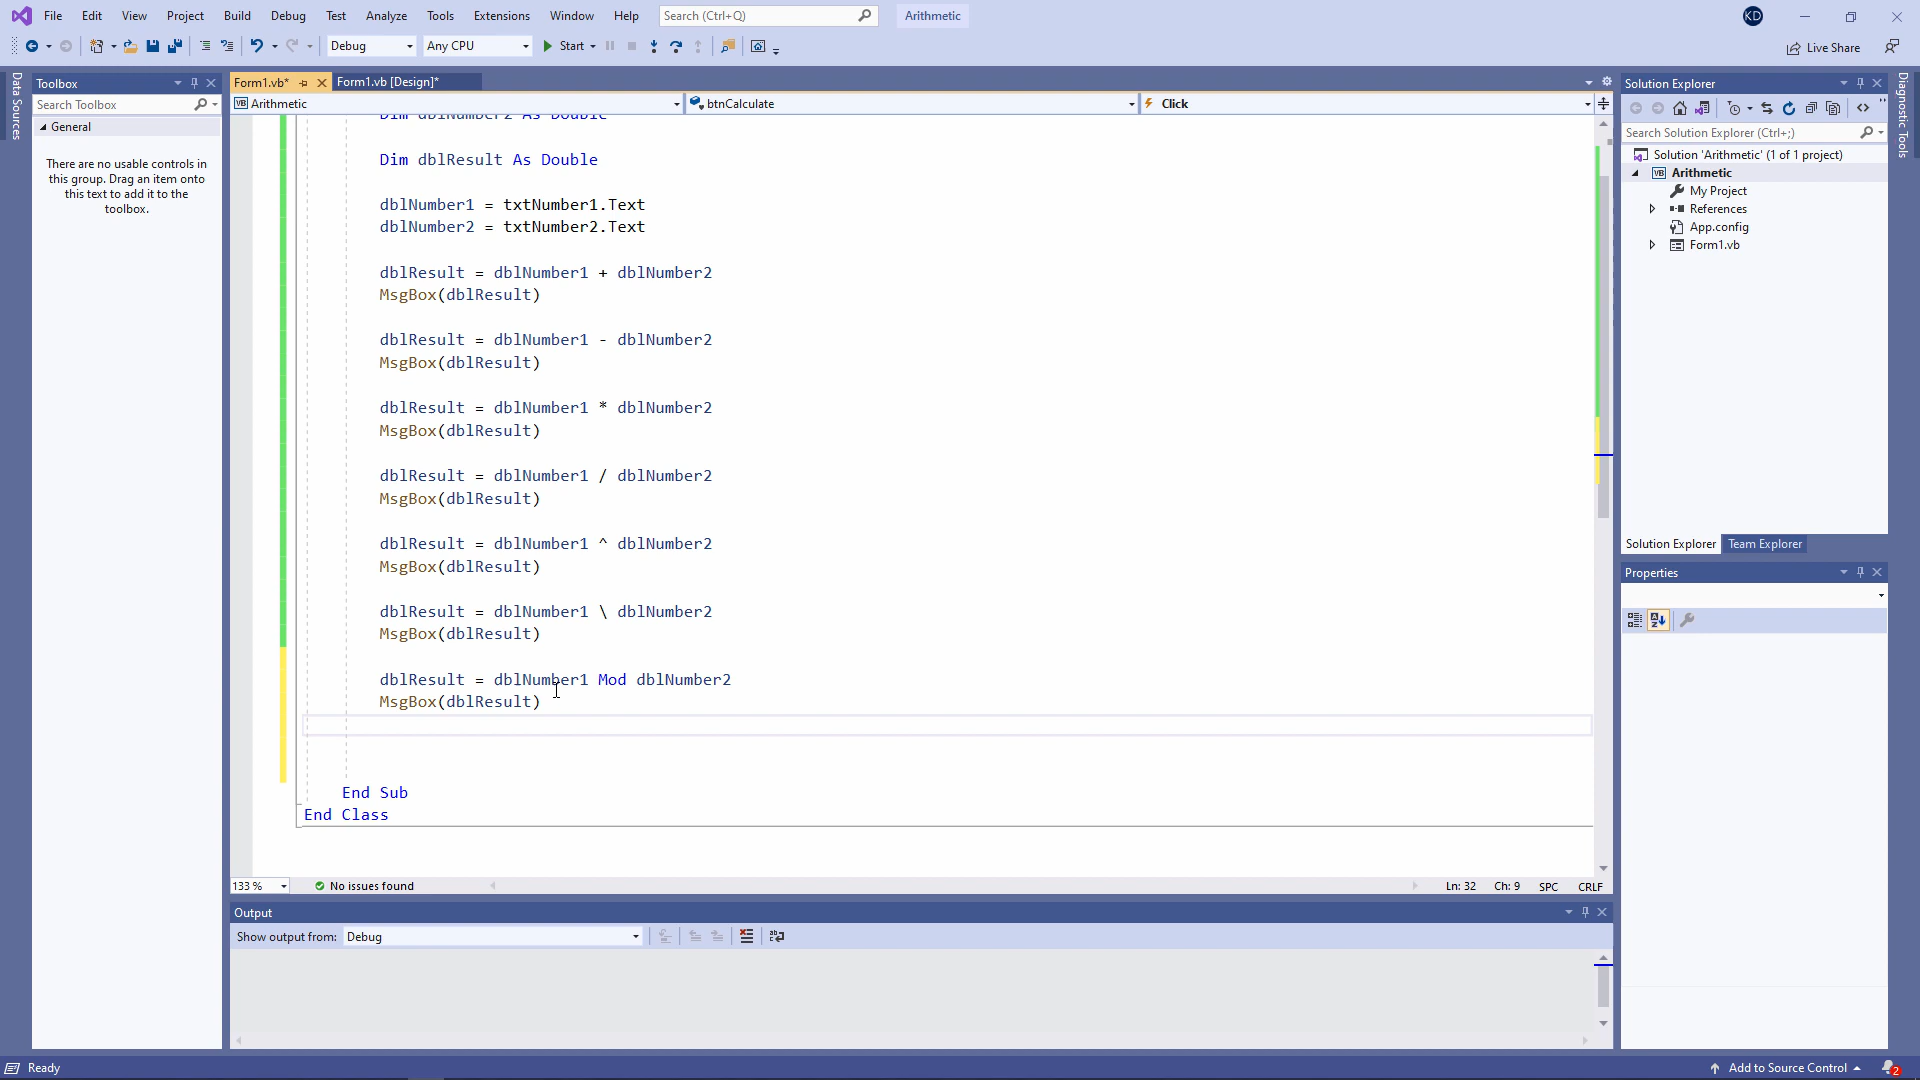 File Edit View Project Build Debug Test Analyze Tools Extensions Window Help Search (Ctrl+Q) Arithmetic KD
Debug Any CPU Start Live Share
Data Sources
Toolbox
Search Toolbox
General
There are no usable controls in
this group. Drag an item onto
this text to add it to the
toolbox.
Form1.vb* Form1.vb [Design]*
VB Arithmetic btnCalculate Click
Dim dblNumber2 As Double
Dim dblResult As Double
dblNumber1 = txtNumber1.Text
dblNumber2 = txtNumber2.Text
dblResult = dblNumber1 + dblNumber2
MsgBox(dblResult)
dblResult = dblNumber1 - dblNumber2
MsgBox(dblResult)
dblResult = dblNumber1 * dblNumber2
MsgBox(dblResult)
dblResult = dblNumber1 / dblNumber2
MsgBox(dblResult)
dblResult = dblNumber1 ^ dblNumber2
MsgBox(dblResult)
dblResult = dblNumber1 \ dblNumber2
MsgBox(dblResult)
dblResult = dblNumber1 Mod dblNumber2
MsgBox(dblResult)
End Sub
End Class
133 % No issues found Ln: 32 Ch: 9 SPC CRLF
Output
Show output from: Debug
Solution Explorer
Search Solution Explorer (Ctrl+;)
Solution 'Arithmetic' (1 of 1 project)
VB Arithmetic
My Project
References
App.config
Form1.vb
Solution Explorer Team Explorer
Properties
Diagnostic Tools
Ready Add to Source Control 2